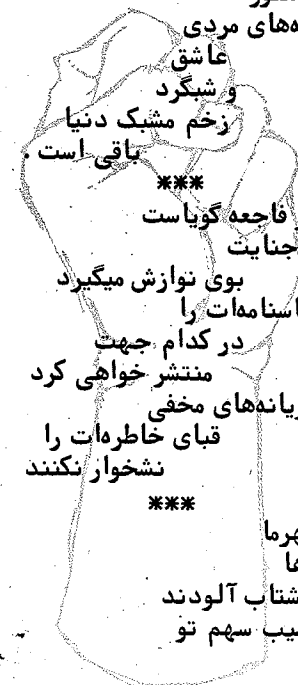 ه‌های مردی
عاشق
و شبگرد
زخم مشبک دنیا
باقی است .
***
فاجعه گویاست
جنایت
بوی نوازش میگیرد
اسنامه‌ات را
در کدام جهت
منتشر خواهی کرد
ریانه‌های مخفی
قبای خاطره‌ات را
نشخوار نکنند
***
هرما
ها
شتاب آلودند
یب سهم تو